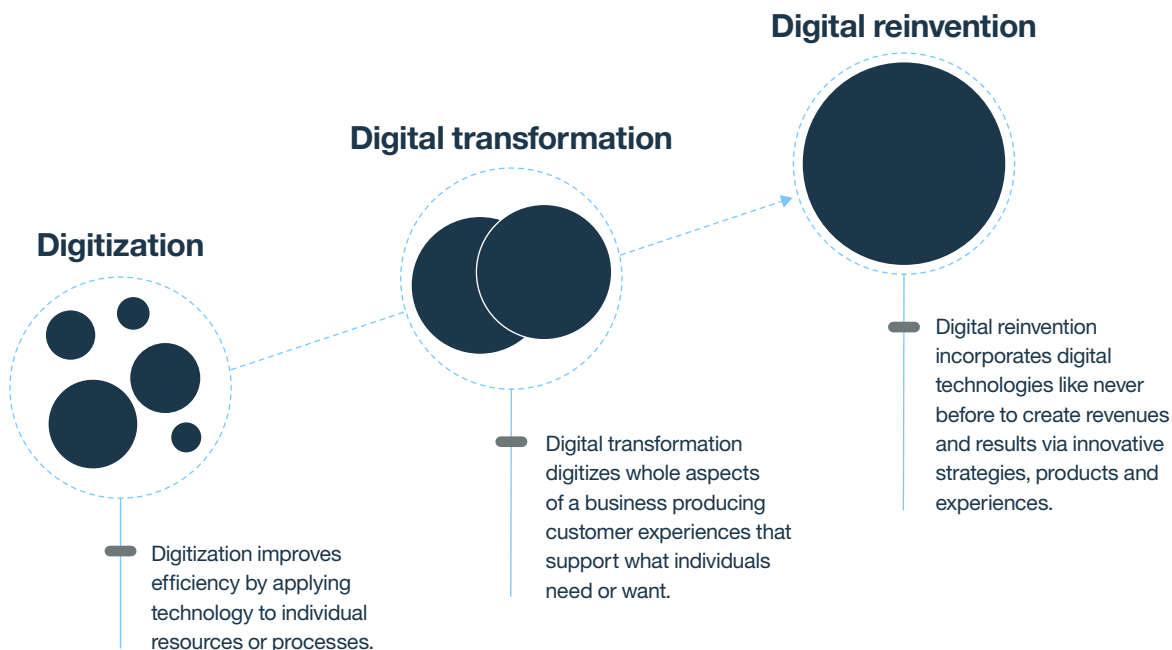 Digitization
Digitization improves
efficiency by applying
technology to individual
resources or processes.
Digital transformation
Digital transformation
digitizes whole aspects
of a business producing
customer experiences that
support what individuals
need or want.
Digital reinvention
Digital reinvention
incorporates digital
technologies like never
before to create revenues
and results via innovative
strategies, products and
experiences.